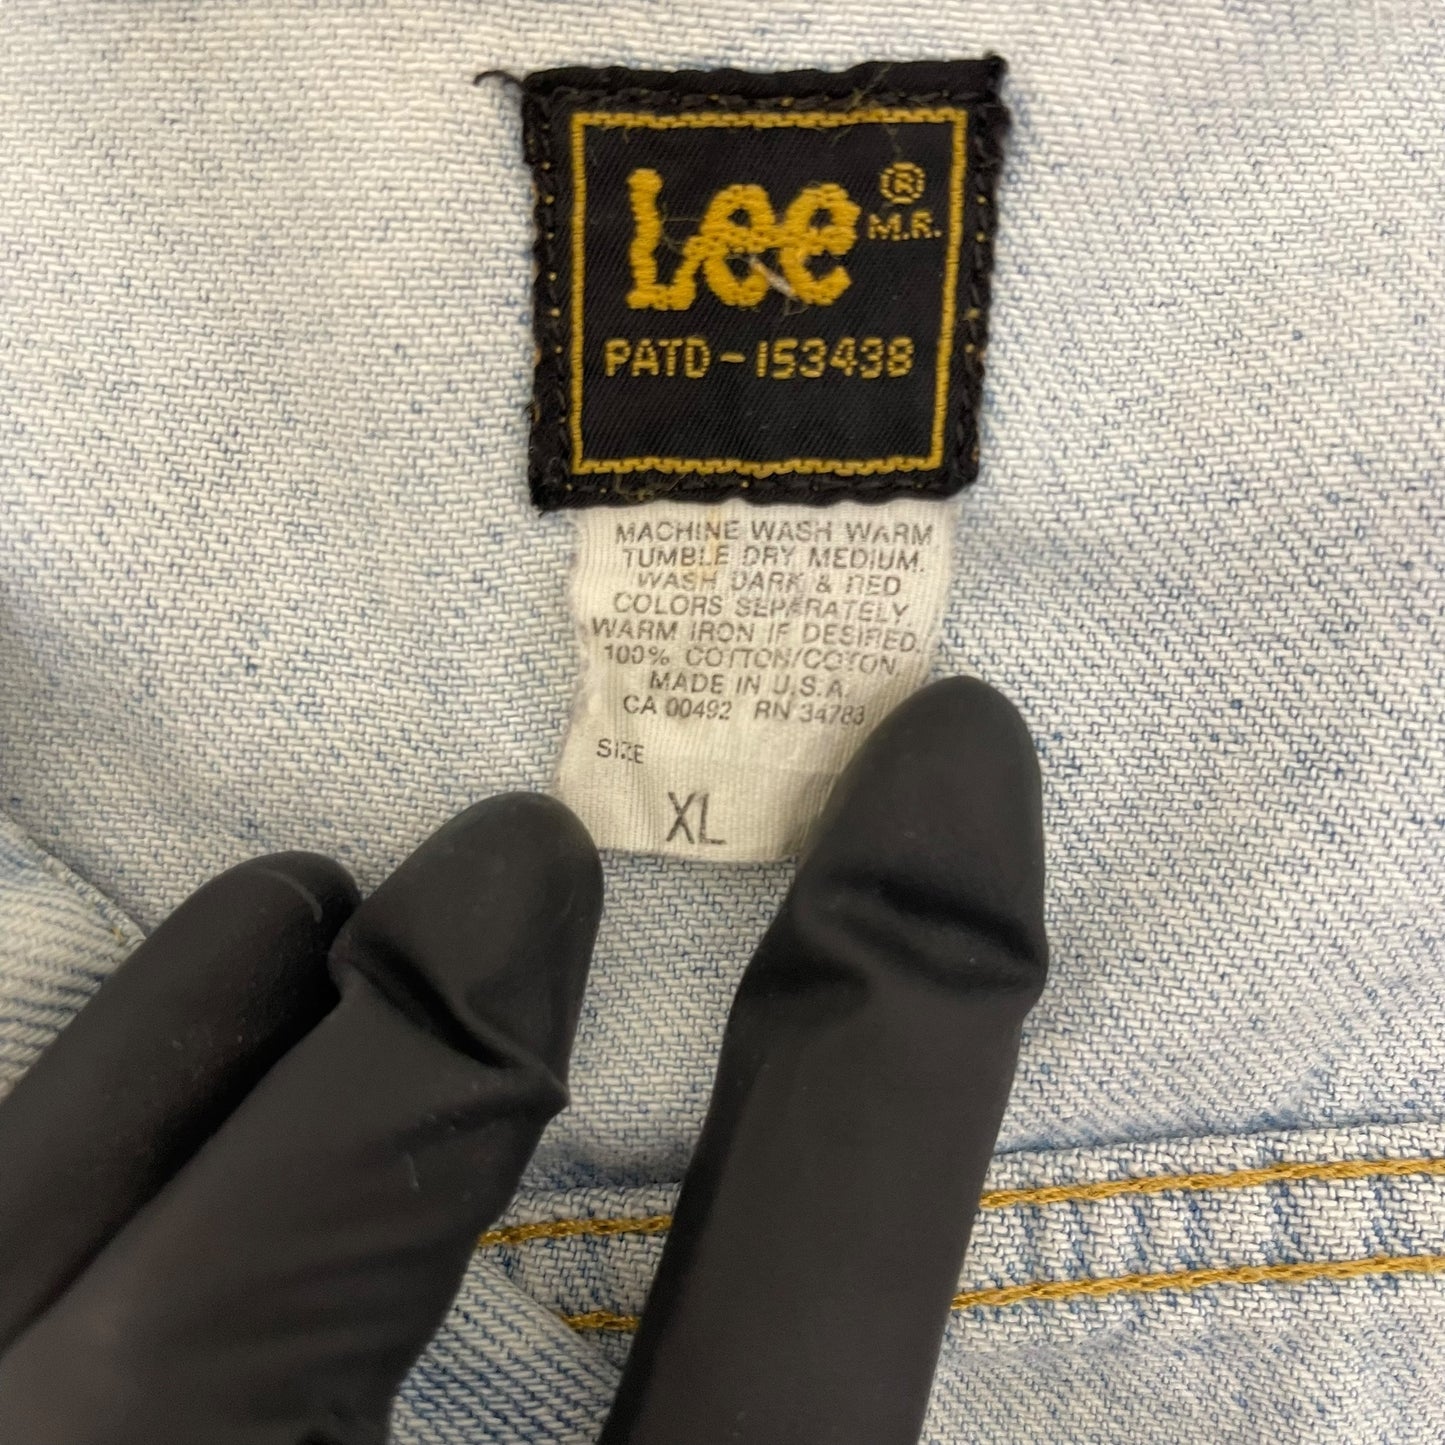 Lee ®
M.R.
PATD-153438
MACHINE WASH WARM
TUMBLE DRY MEDIUM.
WASH DARK & RED
COLORS SEPARATELY
WARM IRON IF DESIRED.
100% COTTON/COTON
MADE IN U.S.A.
CA 00492 RN 34783
SIZE
XL